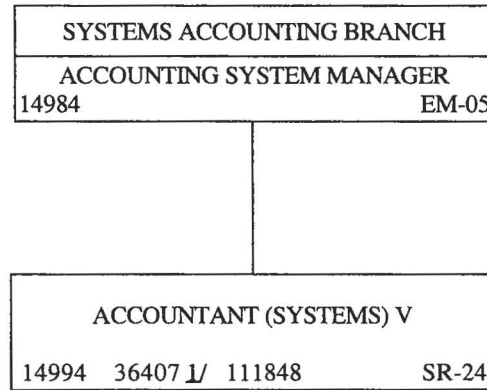 SYSTEMS ACCOUNTING BRANCH
ACCOUNTING SYSTEM MANAGER
14984 EM-05
ACCOUNTANT (SYSTEMS) V
14994 36407 1/ 111848 SR-24